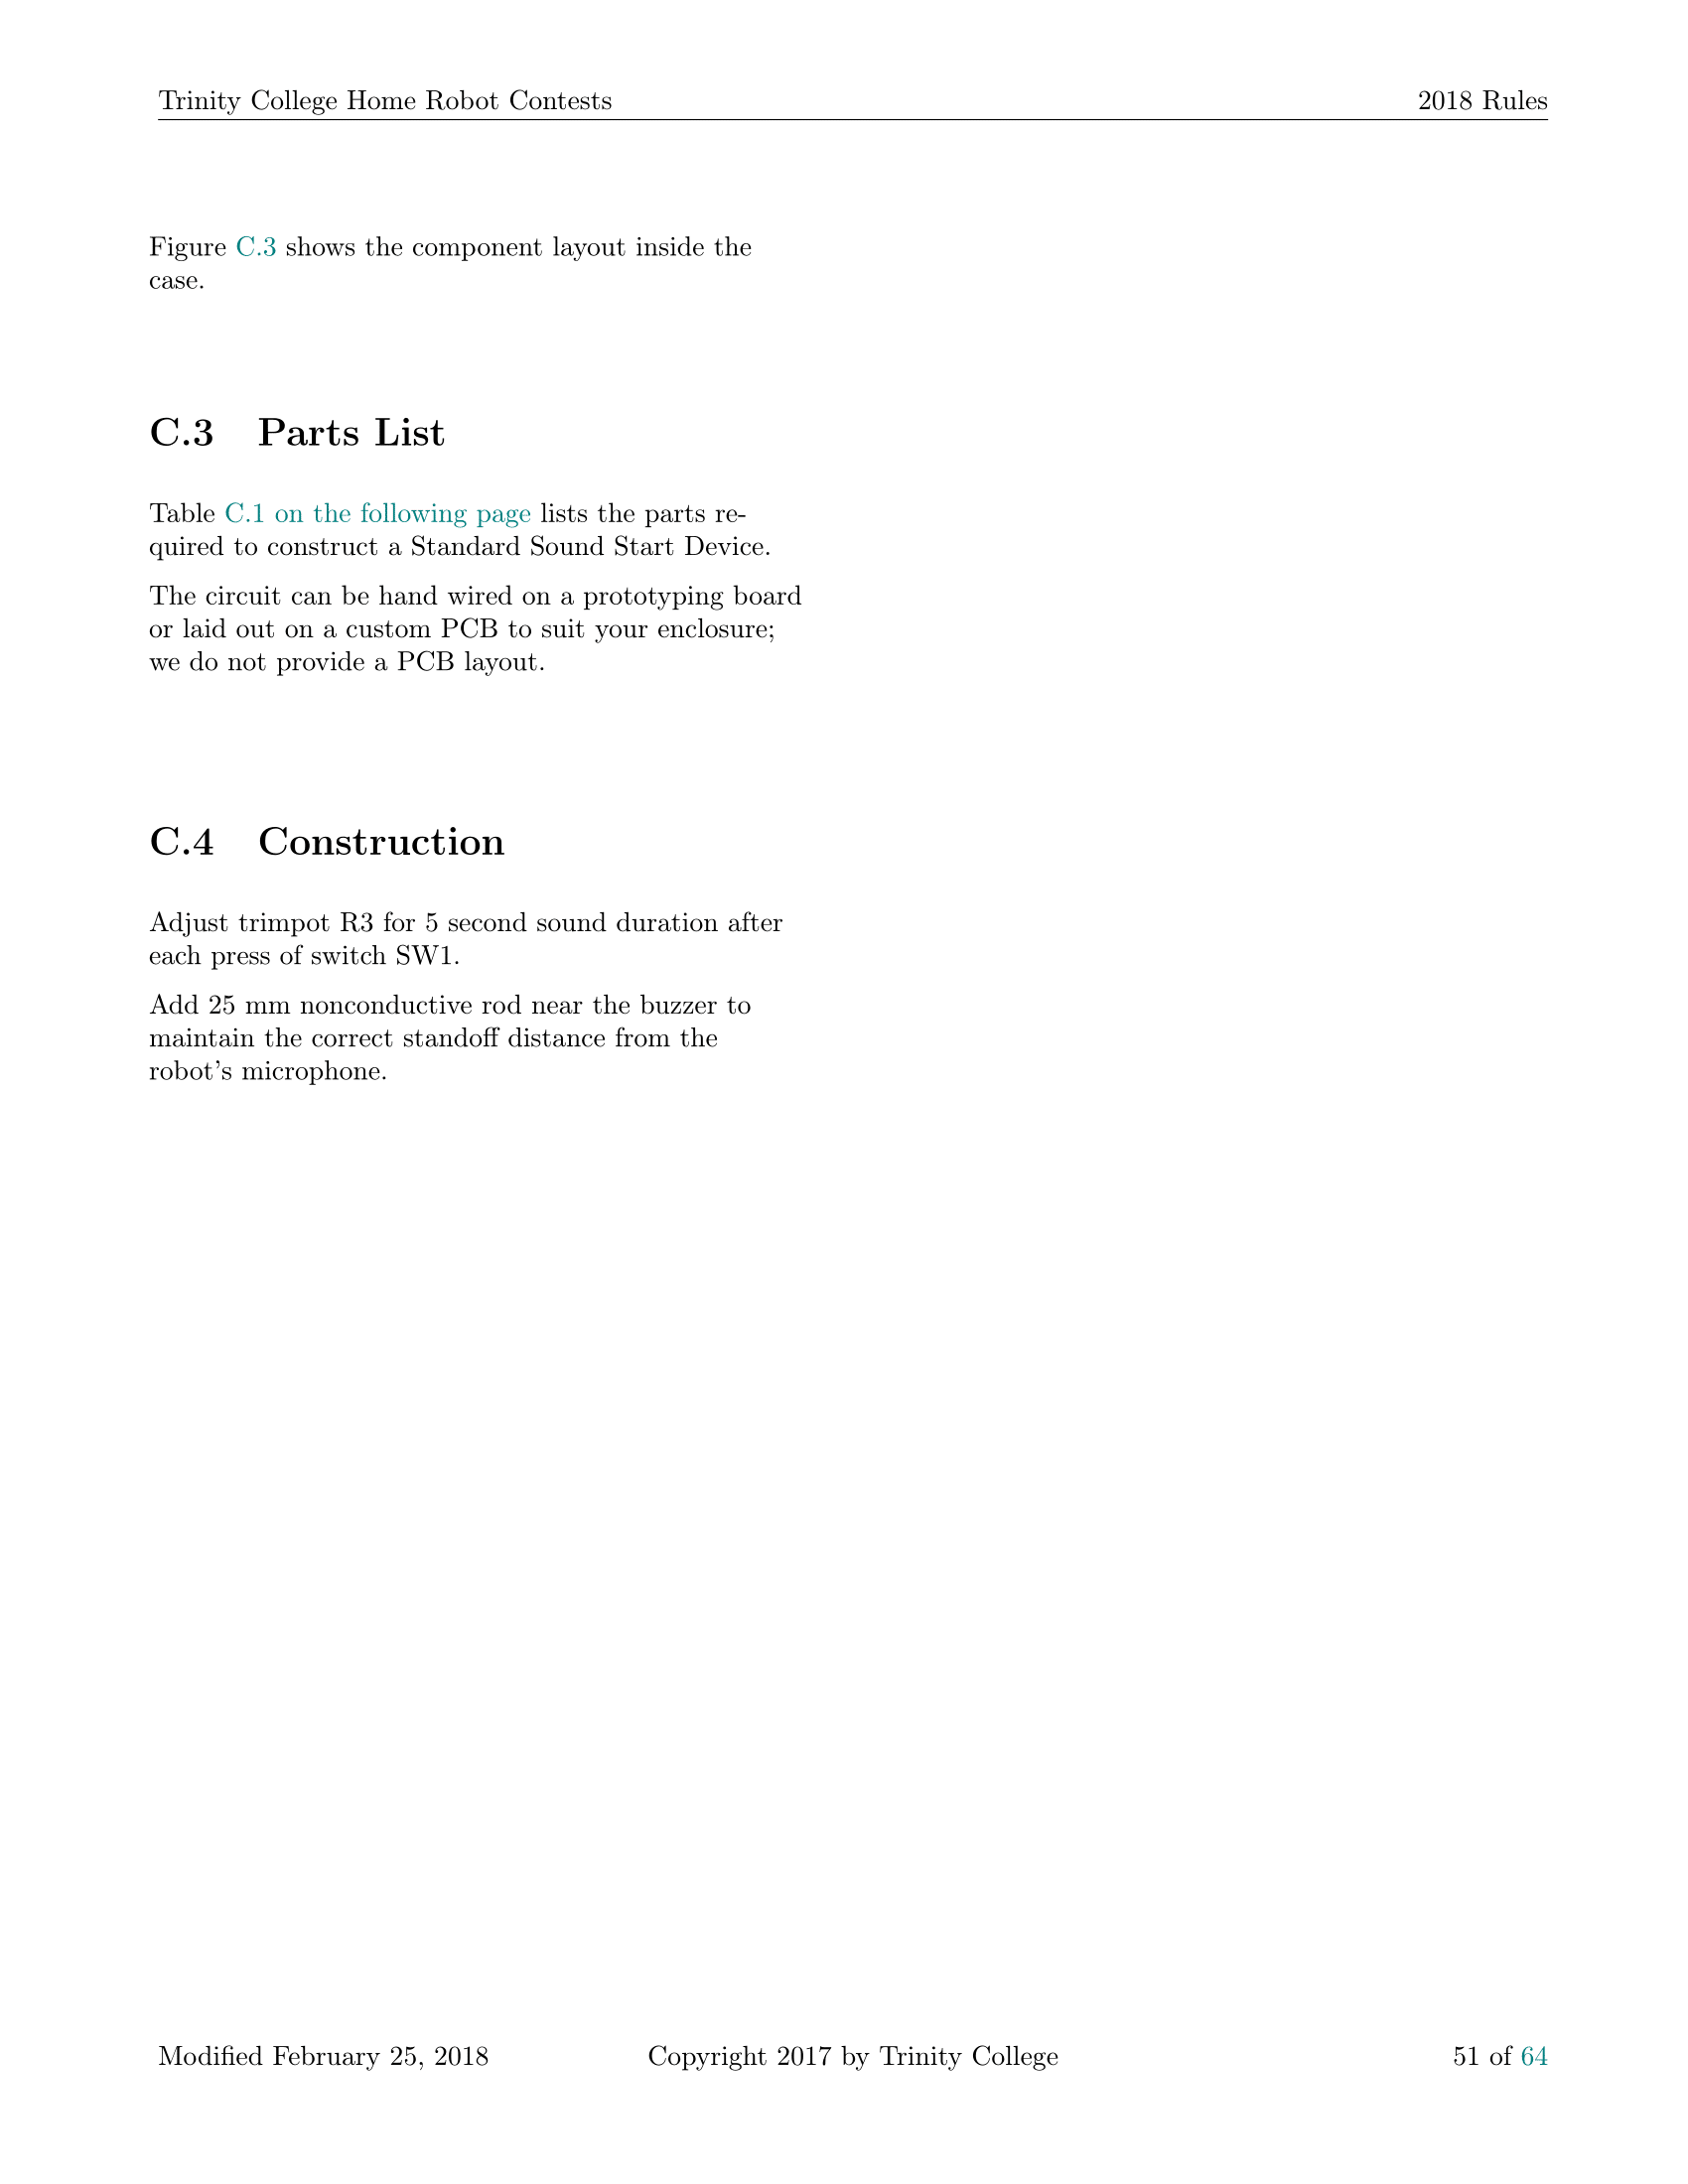 Trinity College Home Robot Contests 2018 Rules
Figure C.3 shows the component layout inside the
case.
C.3 Parts List
Table C.1 on the following page lists the parts re-
quired to construct a Standard Sound Start Device.
The circuit can be hand wired on a prototyping board
or laid out on a custom PCB to suit your enclosure;
we do not provide a PCB layout.
C.4 Construction
Adjust trimpot R3 for 5 second sound duration after
each press of switch SW1.
Add 25 mm nonconductive rod near the buzzer to
maintain the correct standoff distance from the
robot's microphone.
Modified February 25, 2018 Copyright 2017 by Trinity College 51 of 64